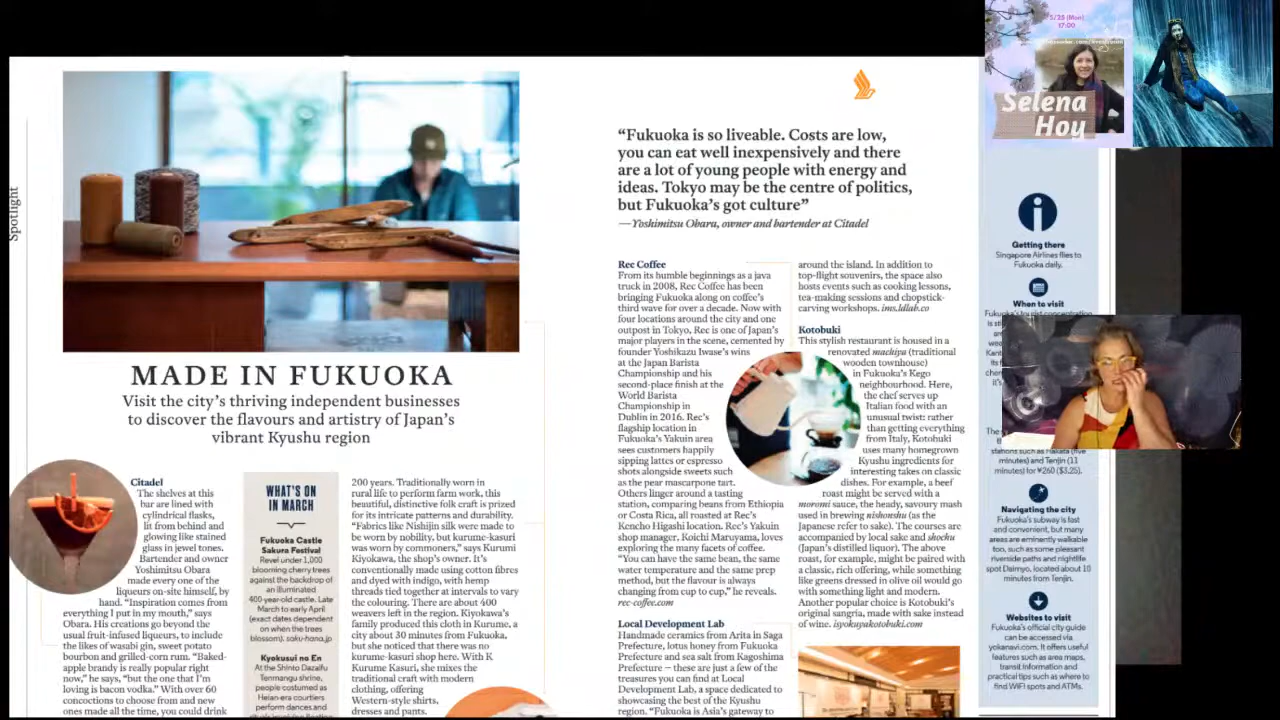 Spotlight
MADE IN FUKUOKA
Visit the city's thriving independent businesses
to discover the flavours and artistry of Japan's
vibrant Kyushu region
Citadel
The shelves at this
bar are lined with
cylindrical flasks,
lit from behind and
glowing like stained
glass in jewel tones.
Bartender and owner
Yoshimitsu Obara
made every one of the
liqueurs on-site himself, by
hand. “Inspiration comes from
everything I put in my mouth,” says
Obara. His creations go beyond the
usual fruit-infused liqueurs, to include
the likes of wasabi gin, sweet potato
bourbon and grilled-corn rum. “Baked-
apple brandy is really popular right
now,” he says, “but the one that I'm
loving is bacon vodka.” With over 60
concoctions to choose from and new
ones made all the time, you could drink
WHAT'S ON
IN MARCH
Fukuoka Castle
Sakura Festival
Revel under 1,000
blooming cherry trees
against the backdrop of
an illuminated
400-year-old castle. Late
March to early April
(exact dates dependent
on when the trees
blossom). saku-hana.jp
Kyokusui no En
At the Shinto Dazaifu
Tenmangu shrine,
people costumed as
Heian-era courtiers
perform dances and
200 years. Traditionally worn in
rural life to perform farm work, this
beautiful, distinctive folk craft is prized
for its intricate patterns and durability.
“Fabrics like Nishijin silk were made to
be worn by nobility, but kurume-kasuri
was worn by commoners,” says Kurumi
Kiyokawa, the shop's owner. It's
conventionally made using cotton fibres
and dyed with indigo, with hemp
threads tied together at intervals to vary
the colouring. There are about 400
weavers left in the region. Kiyokawa's
family produced this cloth in Kurume, a
city about 30 minutes from Fukuoka,
but she noticed that there was no
kurume-kasuri shop here. With K
Kurume Kasuri, she mixes the
traditional craft with modern
clothing, offering
Western-style shirts,
dresses and pants.
“Fukuoka is so liveable. Costs are low,
you can eat well inexpensively and there
are a lot of young people with energy and
ideas. Tokyo may be the centre of politics,
but Fukuoka's got culture”
—Yoshimitsu Obara, owner and bartender at Citadel
Rec Coffee
From its humble beginnings as a java
truck in 2008, Rec Coffee has been
bringing Fukuoka along on coffee's
third wave for over a decade. Now with
four locations around the city and one
outpost in Tokyo, Rec is one of Japan's
major players in the scene, cemented by
founder Yoshikazu Iwase's wins
at the Japan Barista
Championship and his
second-place finish at the
World Barista
Championship in
Dublin in 2016. Rec's
flagship location in
Fukuoka's Yakuin area
sees customers happily
sipping lattes or espresso
shots alongside sweets such
as the pear mascarpone tart.
Others linger around a tasting
station, comparing beans from Ethiopia
or Costa Rica, all roasted at Rec's
Kencho Higashi location. Rec's Yakuin
shop manager, Koichi Maruyama, loves
exploring the many facets of coffee.
“You can have the same bean, the same
water temperature and the same prep
method, but the flavour is always
changing from cup to cup,” he reveals.
rec-coffee.com
Local Development Lab
Handmade ceramics from Arita in Saga
Prefecture, lotus honey from Fukuoka
Prefecture and sea salt from Kagoshima
Prefecture – these are just a few of the
treasures you can find at Local
Development Lab, a space dedicated to
showcasing the best of the Kyushu
region. “Fukuoka is Asia's gateway to
around the island. In addition to
top-flight souvenirs, the space also
hosts events such as cooking lessons,
tea-making sessions and chopstick-
carving workshops. ims.ldlab.co
Kotobuki
This stylish restaurant is housed in a
renovated machiya (traditional
wooden townhouse)
in Fukuoka's Kego
neighbourhood. Here,
the chef serves up
Italian food with an
unusual twist: rather
than getting everything
from Italy, Kotobuki
uses many homegrown
Kyushu ingredients for
interesting takes on classic
dishes. For example, a beef
roast might be served with a
moromi sauce, the heady, savoury mash
used in brewing nihonshu (as the
Japanese refer to sake). The courses are
accompanied by local sake and shochu
(Japan's distilled liquor). The above
roast, for example, might be paired with
a classic, rich offering, while something
like greens dressed in olive oil would go
with something light and modern.
Another popular choice is Kotobuki's
original sangria, made with sake instead
of wine. isyokuyakotobuki.com
5/25 (Mon)
17:00
Selena
Hoy
Getting there
Singapore Airlines flies to
Fukuoka daily.
When to visit
minutes) and Tenjin (11
minutes) for ¥260 ($3.25).
Navigating the city
Fukuoka's subway is fast
and convenient, but many
areas are eminently walkable
too, such as some pleasant
riverside paths and nightlife
spot Daimyo, located about 10
minutes from Tenjin.
Websites to visit
Fukuoka's official city guide
can be accessed via
yokanavi.com. It offers useful
features such as area maps,
transit information and
practical tips such as where to
find WiFi spots and ATMs.